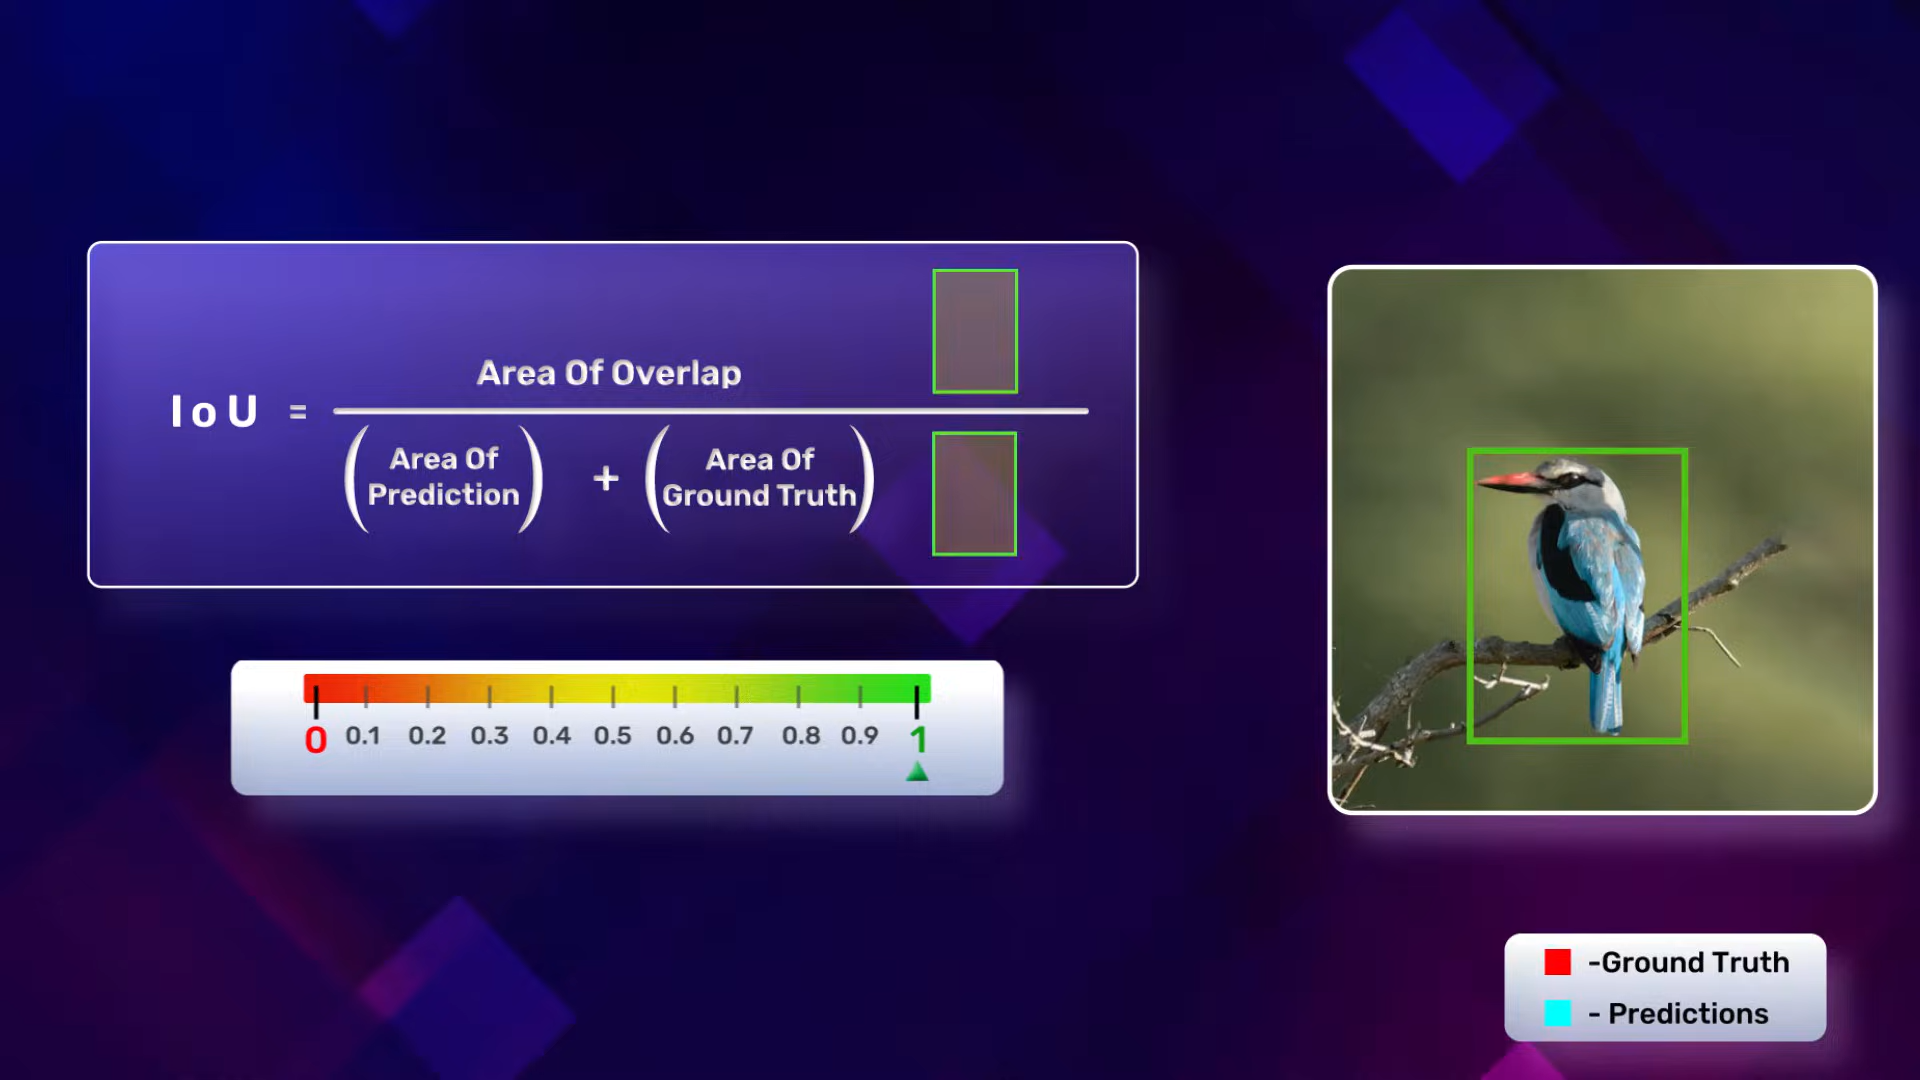 Area Of Overlap
I o U =
( Area Of
Prediction ) + ( Area Of
Ground Truth )
0 0.1 0.2 0.3 0.4 0.5 0.6 0.7 0.8 0.9 1
-Ground Truth
- Predictions